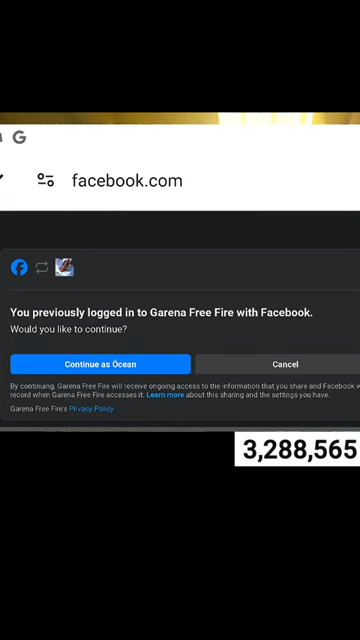 facebook.com
You previously logged in to Garena Free Fire with Facebook.
Would you like to continue?
Continue as Öcean
Cancel
By continuing, Garena Free Fire will receive ongoing access to the information that you share and Facebook w
record when Garena Free Fire accesses it. Learn more about this sharing and the settings you have.
Garena Free Fire's Privacy Policy
3,288,565